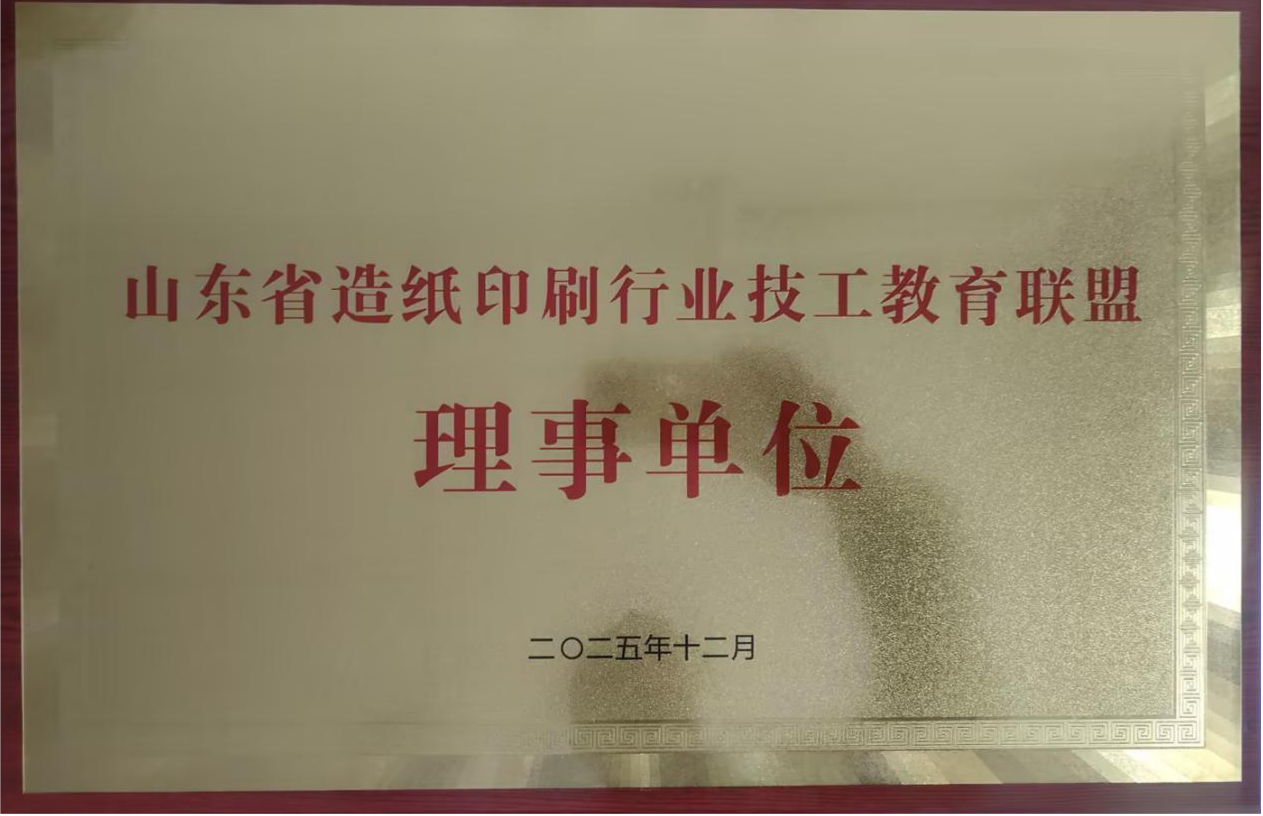 山东省造纸印刷行业技工教育联盟
理事单位
二〇二五年十二月